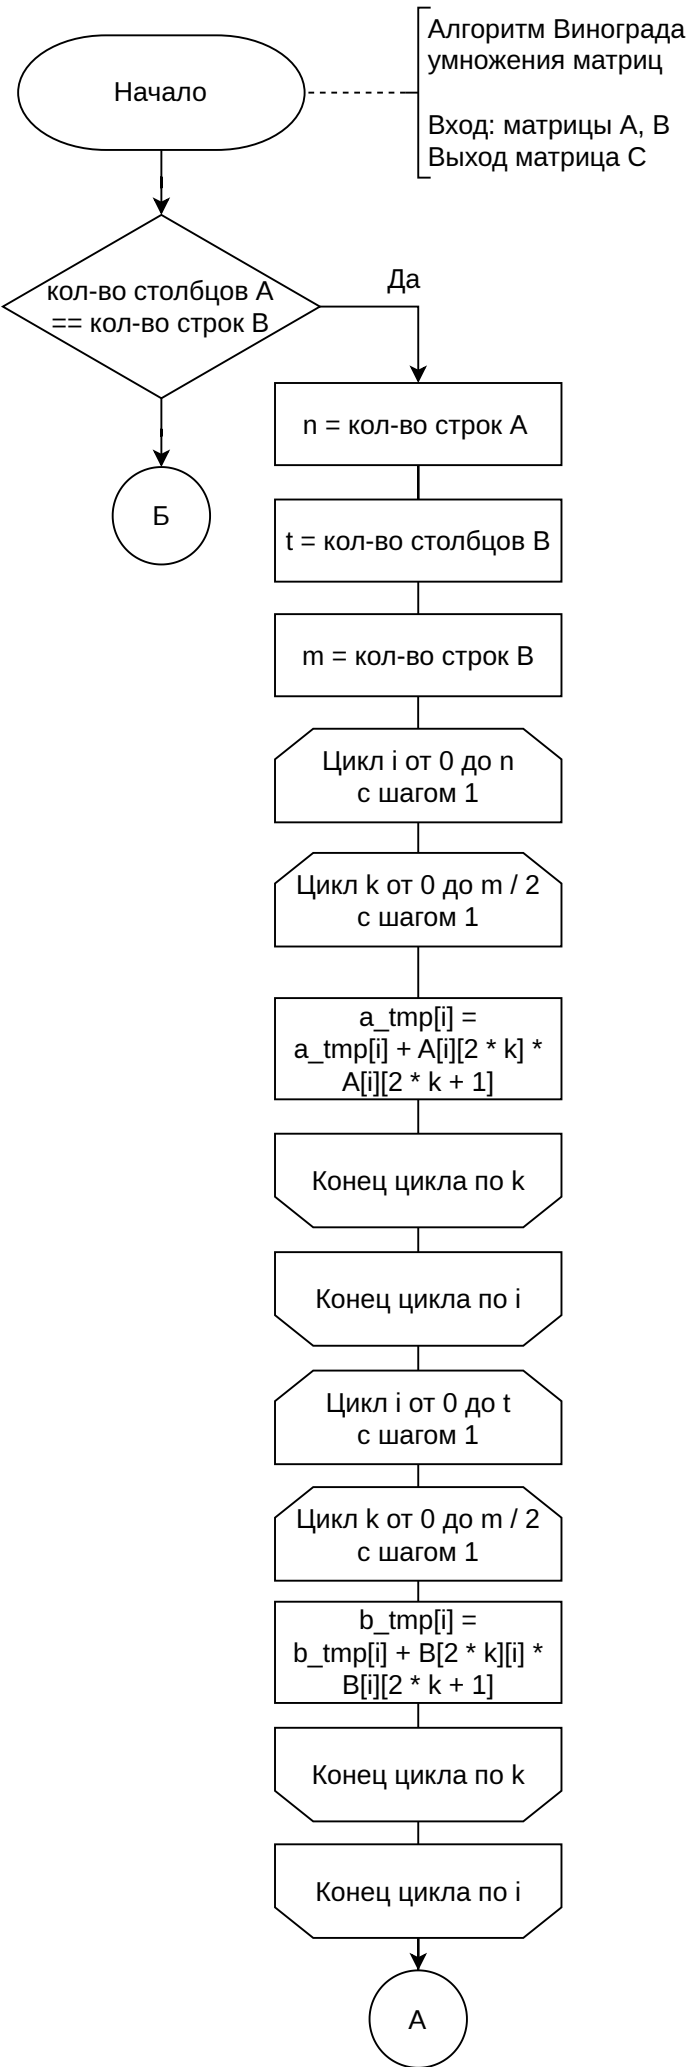 Алгоритм Винограда
умножения матриц
Вход: матрицы A, B
Выход матрица C
Начало
Да
кол-во столбцов A
== кол-во строк B
n = кол-во строк A
Б
t = кол-во столбцов B
m = кол-во строк B
Цикл i от 0 до n
с шагом 1
Цикл k от 0 до m / 2
с шагом 1
a_tmp[i] =
a_tmp[i] + A[i][2 * k] *
A[i][2 * k + 1]
Конец цикла по k
Конец цикла по i
Цикл i от 0 до t
с шагом 1
Цикл k от 0 до m / 2
с шагом 1
b_tmp[i] =
b_tmp[i] + B[2 * k][i] *
B[i][2 * k + 1]
Конец цикла по k
Конец цикла по i
А